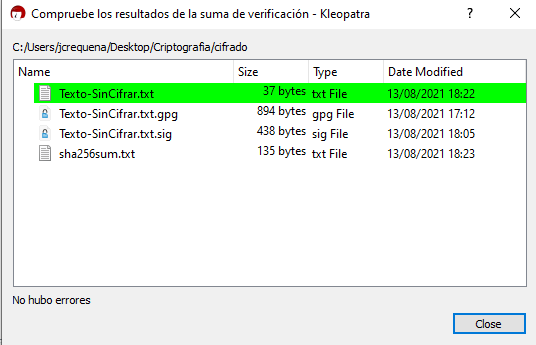 Compruebe los resultados de la suma de verificación - Kleopatra
C:/Users/jcrequena/Desktop/Criptografia/cifrado
Name Size Type Date Modified
Texto-SinCifrar.txt 37 bytes txt File 13/08/2021 18:22
Texto-SinCifrar.txt.gpg 894 bytes gpg File 13/08/2021 17:12
Texto-SinCifrar.txt.sig 438 bytes sig File 13/08/2021 18:05
sha256sum.txt 135 bytes txt File 13/08/2021 18:23
No hubo errores
Close